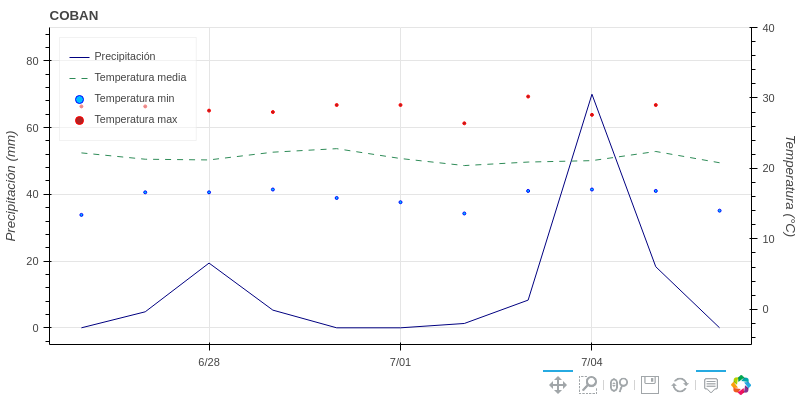 COBAN
Precipitación
Temperatura media
Temperatura min
Temperatura max
Precipitación (mm)
80
60
40
20
0
40
30
20
10
0
Temperatura (°C)
6/28
7/01
7/04